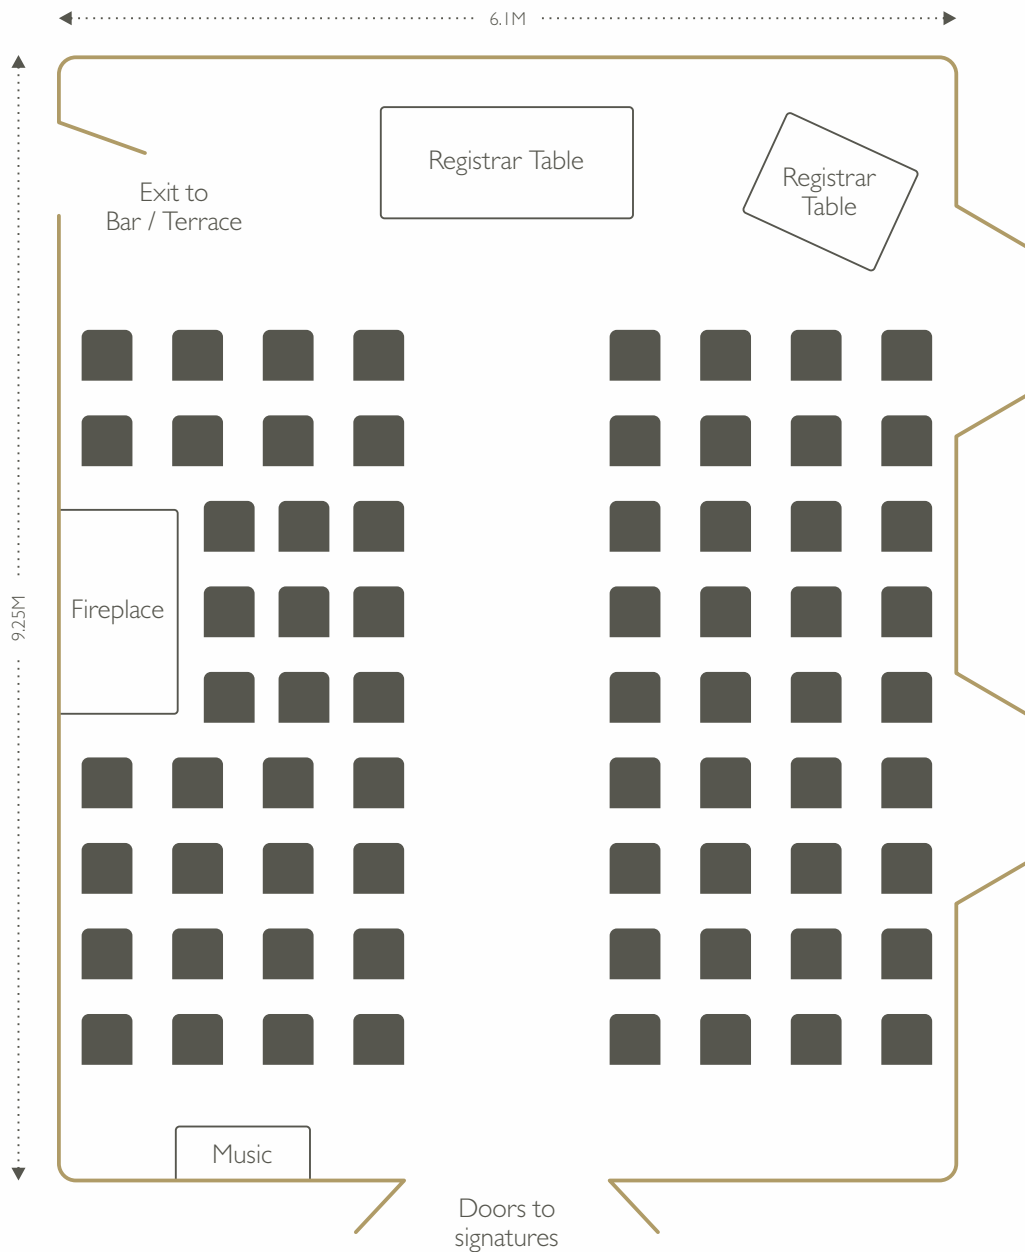 6.1M
Registrar Table
Registrar
Table
Exit to
Bar / Terrace
9.25M
Fireplace
Music
Doors to
signatures